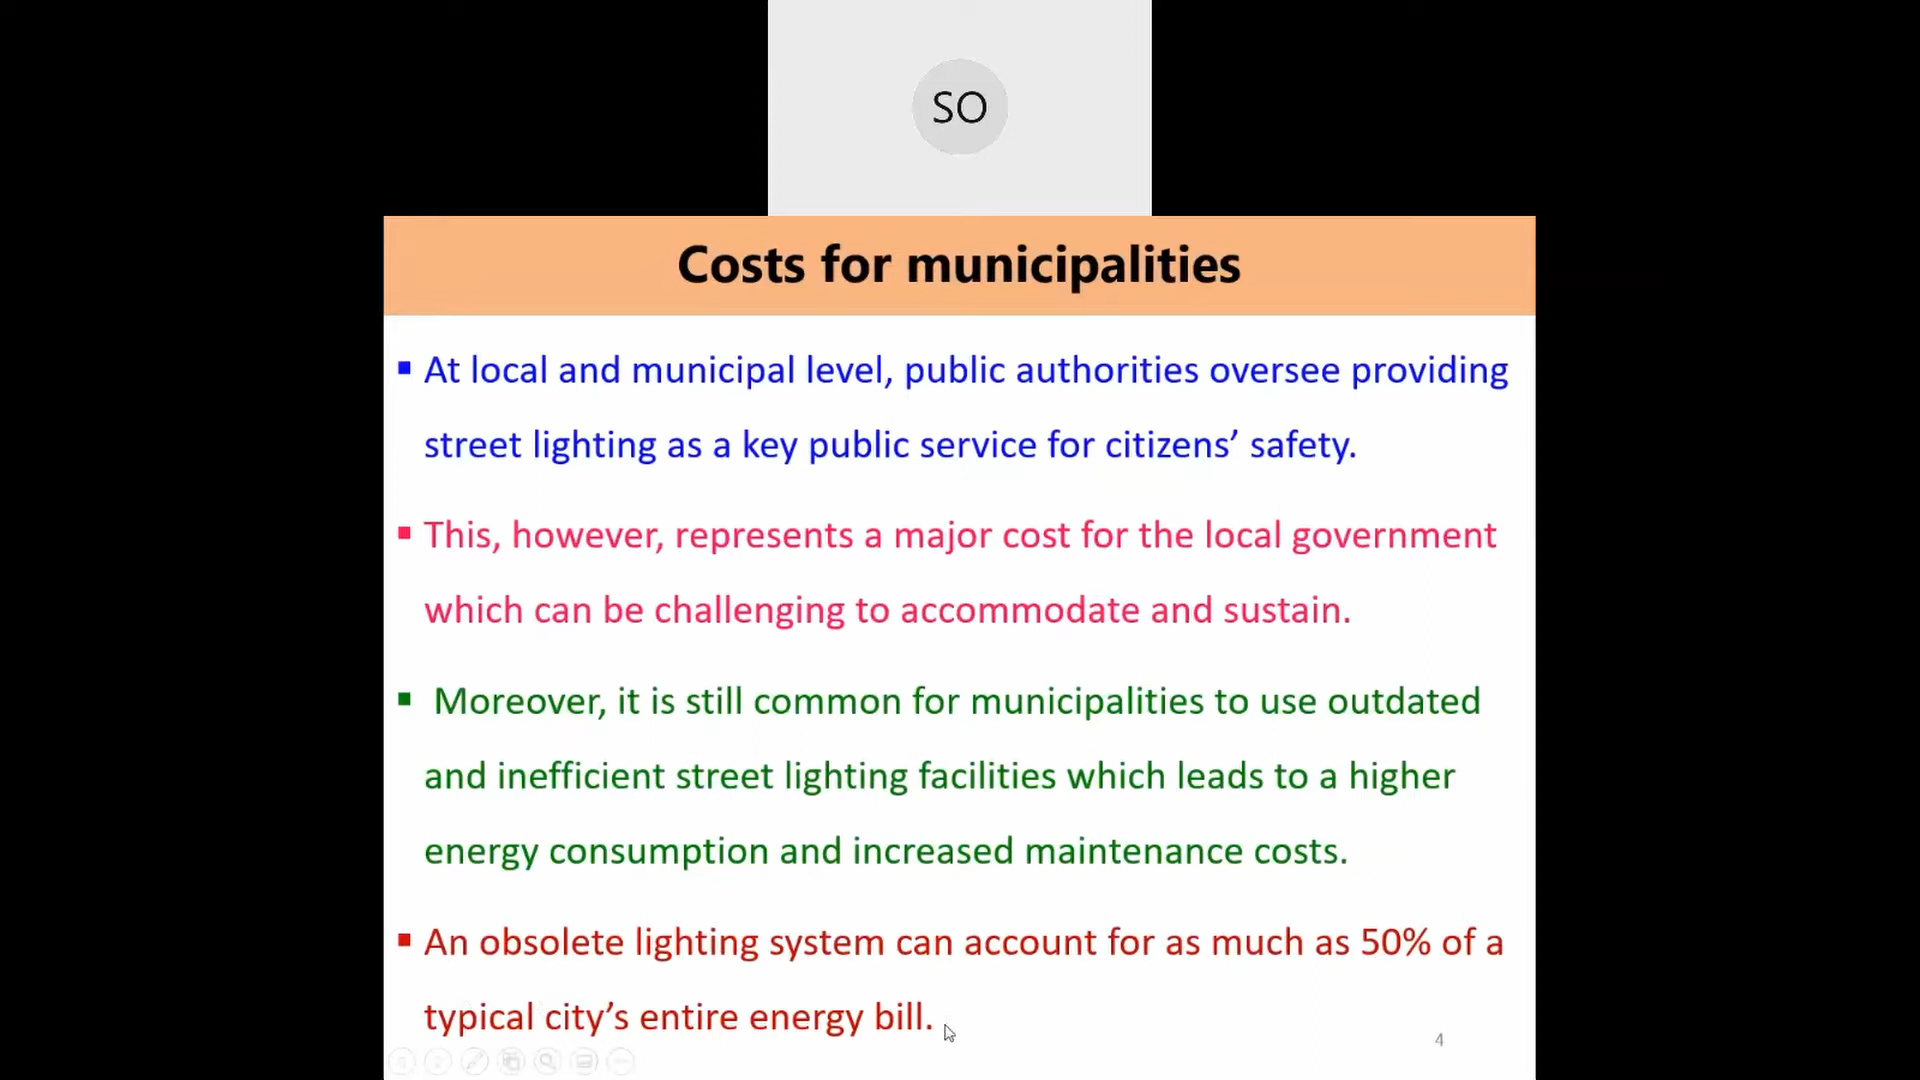 SO
Costs for municipalities
▪ At local and municipal level, public authorities oversee providing
street lighting as a key public service for citizens’ safety.
▪ This, however, represents a major cost for the local government
which can be challenging to accommodate and sustain.
▪ Moreover, it is still common for municipalities to use outdated
and inefficient street lighting facilities which leads to a higher
energy consumption and increased maintenance costs.
▪ An obsolete lighting system can account for as much as 50% of a
typical city’s entire energy bill.
4